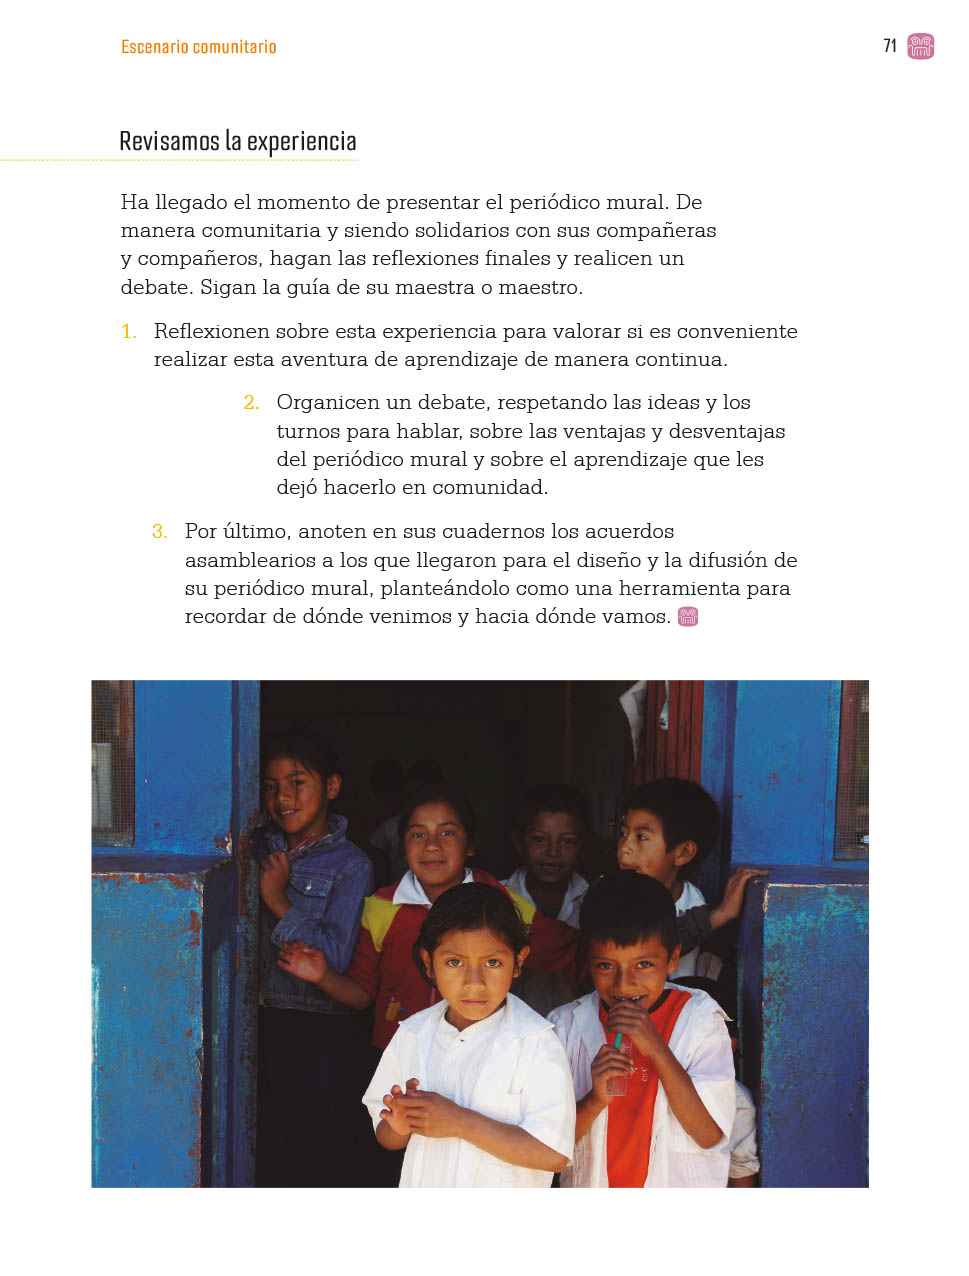 Escenario comunitario
71
Revisamos la experiencia
Ha llegado el momento de presentar el periódico mural. De
manera comunitaria y siendo solidarios con sus compañeras
y compañeros, hagan las reflexiones finales y realicen un
debate. Sigan la guía de su maestra o maestro.
1. Reflexionen sobre esta experiencia para valorar si es conveniente
realizar esta aventura de aprendizaje de manera continua.
2. Organicen un debate, respetando las ideas y los
turnos para hablar, sobre las ventajas y desventajas
del periódico mural y sobre el aprendizaje que les
dejó hacerlo en comunidad.
3. Por último, anoten en sus cuadernos los acuerdos
asamblearios a los que llegaron para el diseño y la difusión de
su periódico mural, planteándolo como una herramienta para
recordar de dónde venimos y hacia dónde vamos.